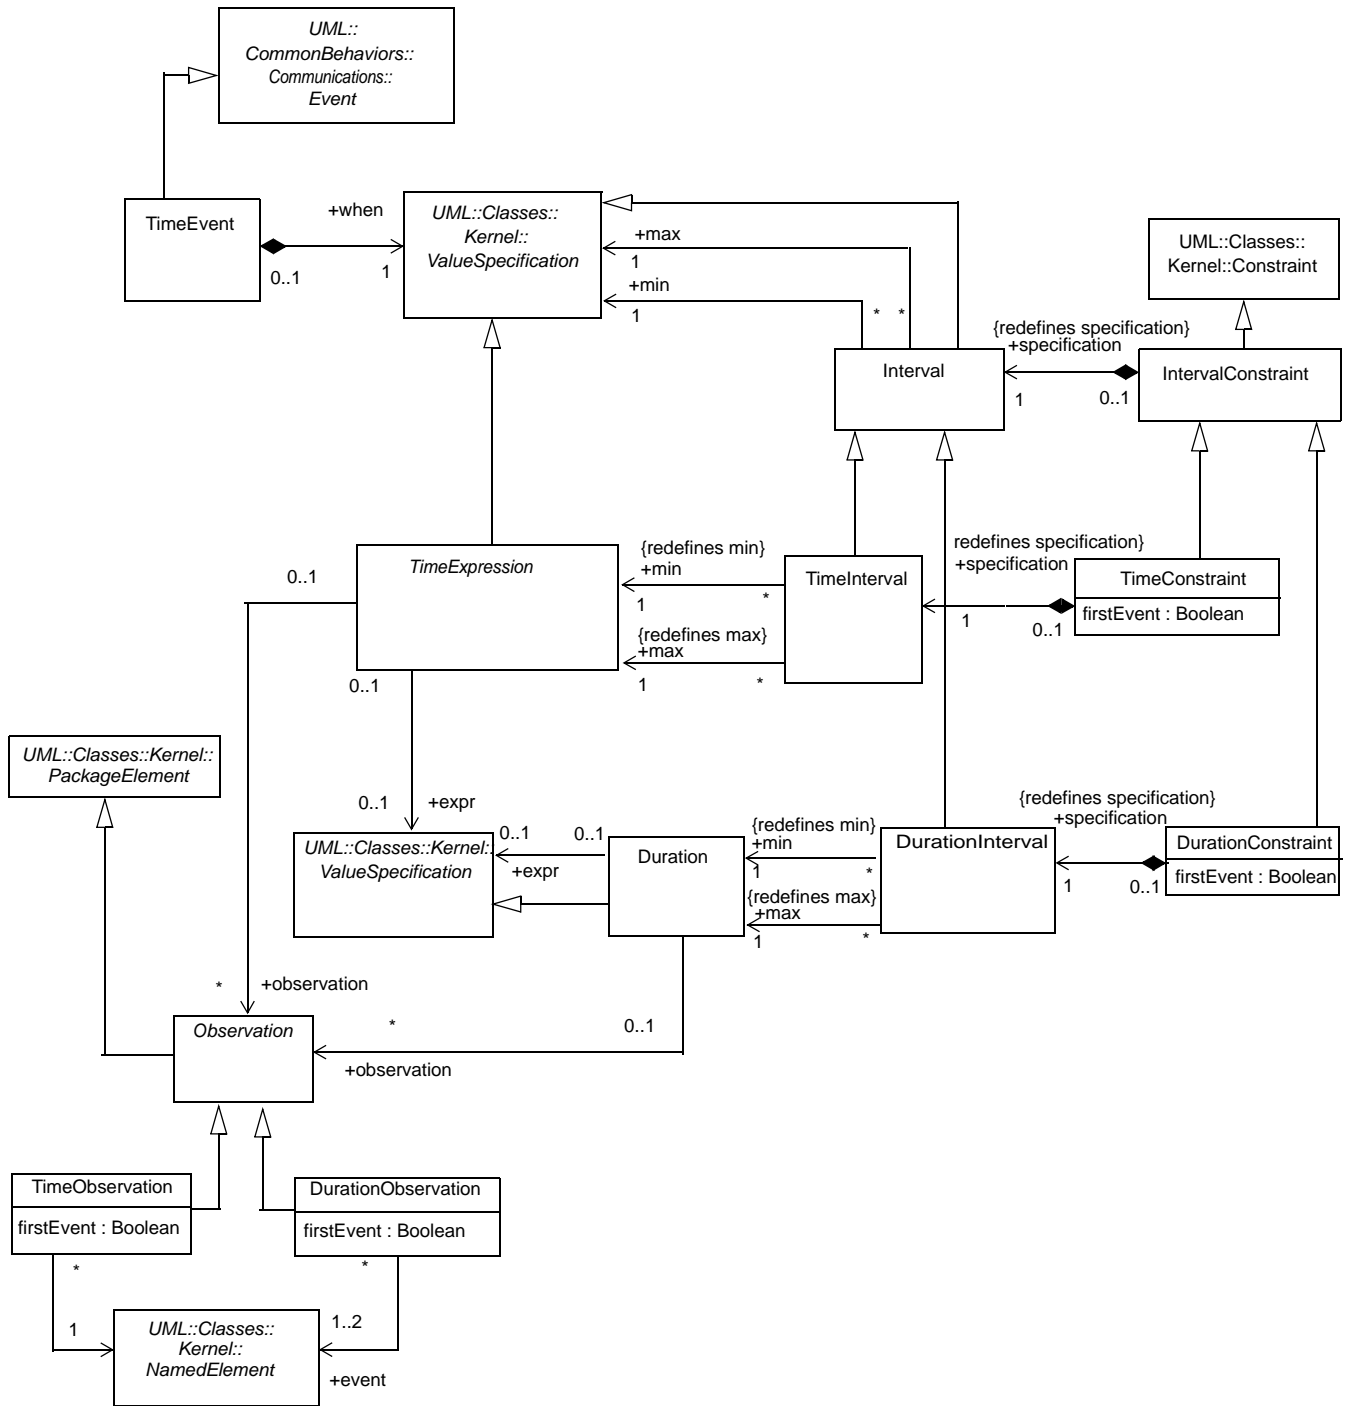 UML::
CommonBehaviors::
Communications::
Event
TimeEvent
+when
0..1
1
UML::Classes::
Kernel::
ValueSpecification
+max
1
+min
1
*
*
UML::Classes::
Kernel::Constraint
{redefines specification}
+specification
Interval
1
0..1
IntervalConstraint
0..1
TimeExpression
{redefines min}
+min
1
*
{redefines max}
+max
1
*
TimeInterval
redefines specification}
+specification
1
0..1
TimeConstraint
firstEvent : Boolean
0..1
UML::Classes::Kernel::
PackageElement
0..1
+expr
UML::Classes::Kernel::
ValueSpecification
0..1
0..1
+expr
Duration
{redefines min}
+min
1
*
{redefines max}
+max
1
*
DurationInterval
{redefines specification}
+specification
1
0..1
DurationConstraint
firstEvent : Boolean
*
+observation
Observation
*
0..1
+observation
TimeObservation
firstEvent : Boolean
DurationObservation
firstEvent : Boolean
*
*
1
1..2
UML::Classes::
Kernel::
NamedElement
+event